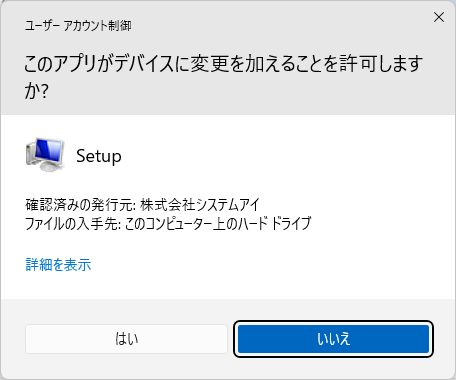 ユーザー アカウント制御
このアプリがデバイスに変更を加えることを許可します
か?
Setup
確認済みの発行元: 株式会社システムアイ
ファイルの入手先: このコンピューター上のハード ドライブ
詳細を表示
はい
いいえ